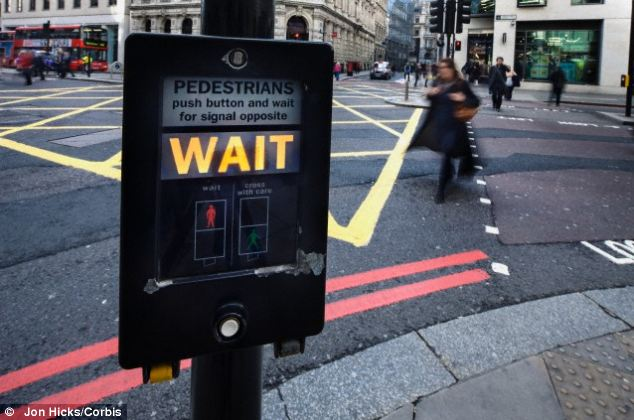 PEDESTRIANS
push button and wait
for signal opposite
WAIT
wait
cross
with care
© Jon Hicks/Corbis